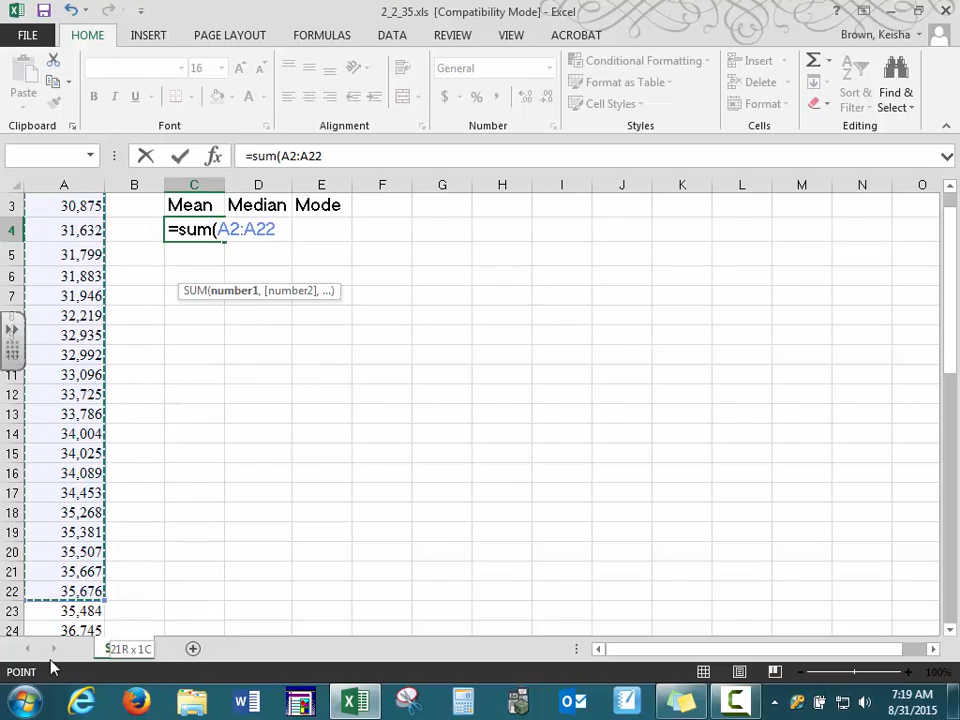 2_2_35.xls [Compatibility Mode] - Excel
?
FILE HOME INSERT PAGE LAYOUT FORMULAS DATA REVIEW VIEW ACROBAT
Brown, Keisha
Paste
16 A A
B I U A
General
$ % , .0 .00 .00 .0
Conditional Formatting
Format as Table
Cell Styles
Insert
Delete
Format
Σ
Sort & Filter
Find & Select
Clipboard Font Alignment Number Styles Cells Editing
fx =sum(A2:A22
A B C D E F G H I J K L M N O
3 30,875 Mean Median Mode
4 31,632 =sum(A2:A22
5 31,799
6 31,883
SUM(number1, [number2], ...)
7 31,946
8 32,219
32,935
32,992
11 33,096
12 33,725
13 33,786
14 34,004
15 34,025
16 34,089
17 34,453
18 35,268
19 35,381
20 35,507
21 35,667
22 35,676
23 35,484
24 36,745
21R x 1C
POINT
100%
7:19 AM
8/31/2015